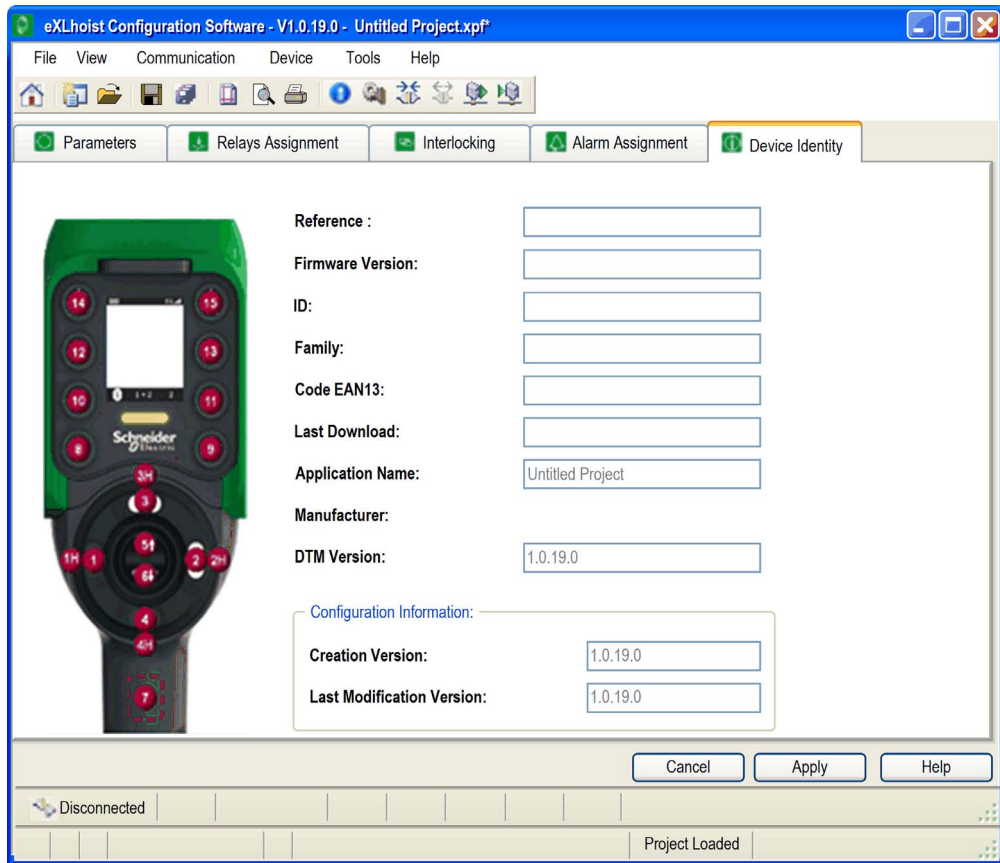 eXLhoist Configuration Software - V1.0.19.0 - Untitled Project.xpf*
File View Communication Device Tools Help
Parameters Relays Assignment Interlocking Alarm Assignment Device Identity
Reference :
Firmware Version:
ID:
Family:
Code EAN13:
Last Download:
Application Name: Untitled Project
Manufacturer:
DTM Version: 1.0.19.0
Configuration Information:
Creation Version: 1.0.19.0
Last Modification Version: 1.0.19.0
14 15
12 13
1+2 2
10 11
Schneider
Electric
8 9
3H
3
5
1H 1 2 2H
6
4
4H
7
Cancel Apply Help
Disconnected
Project Loaded